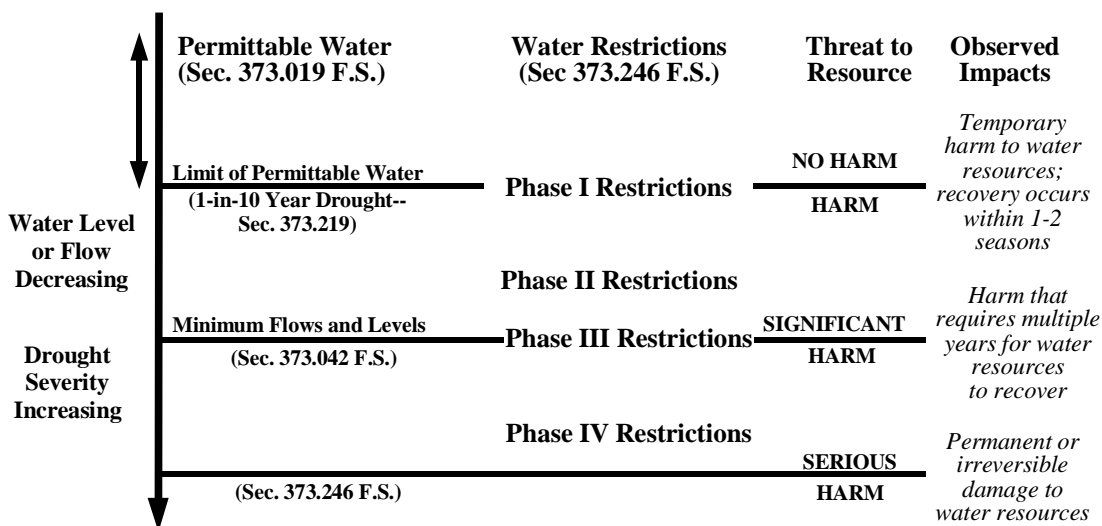 Permittable Water
(Sec. 373.019 F.S.)
Water Restrictions
(Sec 373.246 F.S.)
Threat to
Resource
Observed
Impacts
Limit of Permittable Water
(1-in-10 Year Drought--
Sec. 373.219)
Phase I Restrictions
NO HARM
HARM
Temporary
harm to water
resources;
recovery occurs
within 1-2
seasons
Water Level
or Flow
Decreasing
Phase II Restrictions
Minimum Flows and Levels
(Sec. 373.042 F.S.)
Phase III Restrictions
SIGNIFICANT
HARM
Harm that
requires multiple
years for water
resources
to recover
Drought
Severity
Increasing
Phase IV Restrictions
(Sec. 373.246 F.S.)
SERIOUS
HARM
Permanent or
irreversible
damage to
water resources